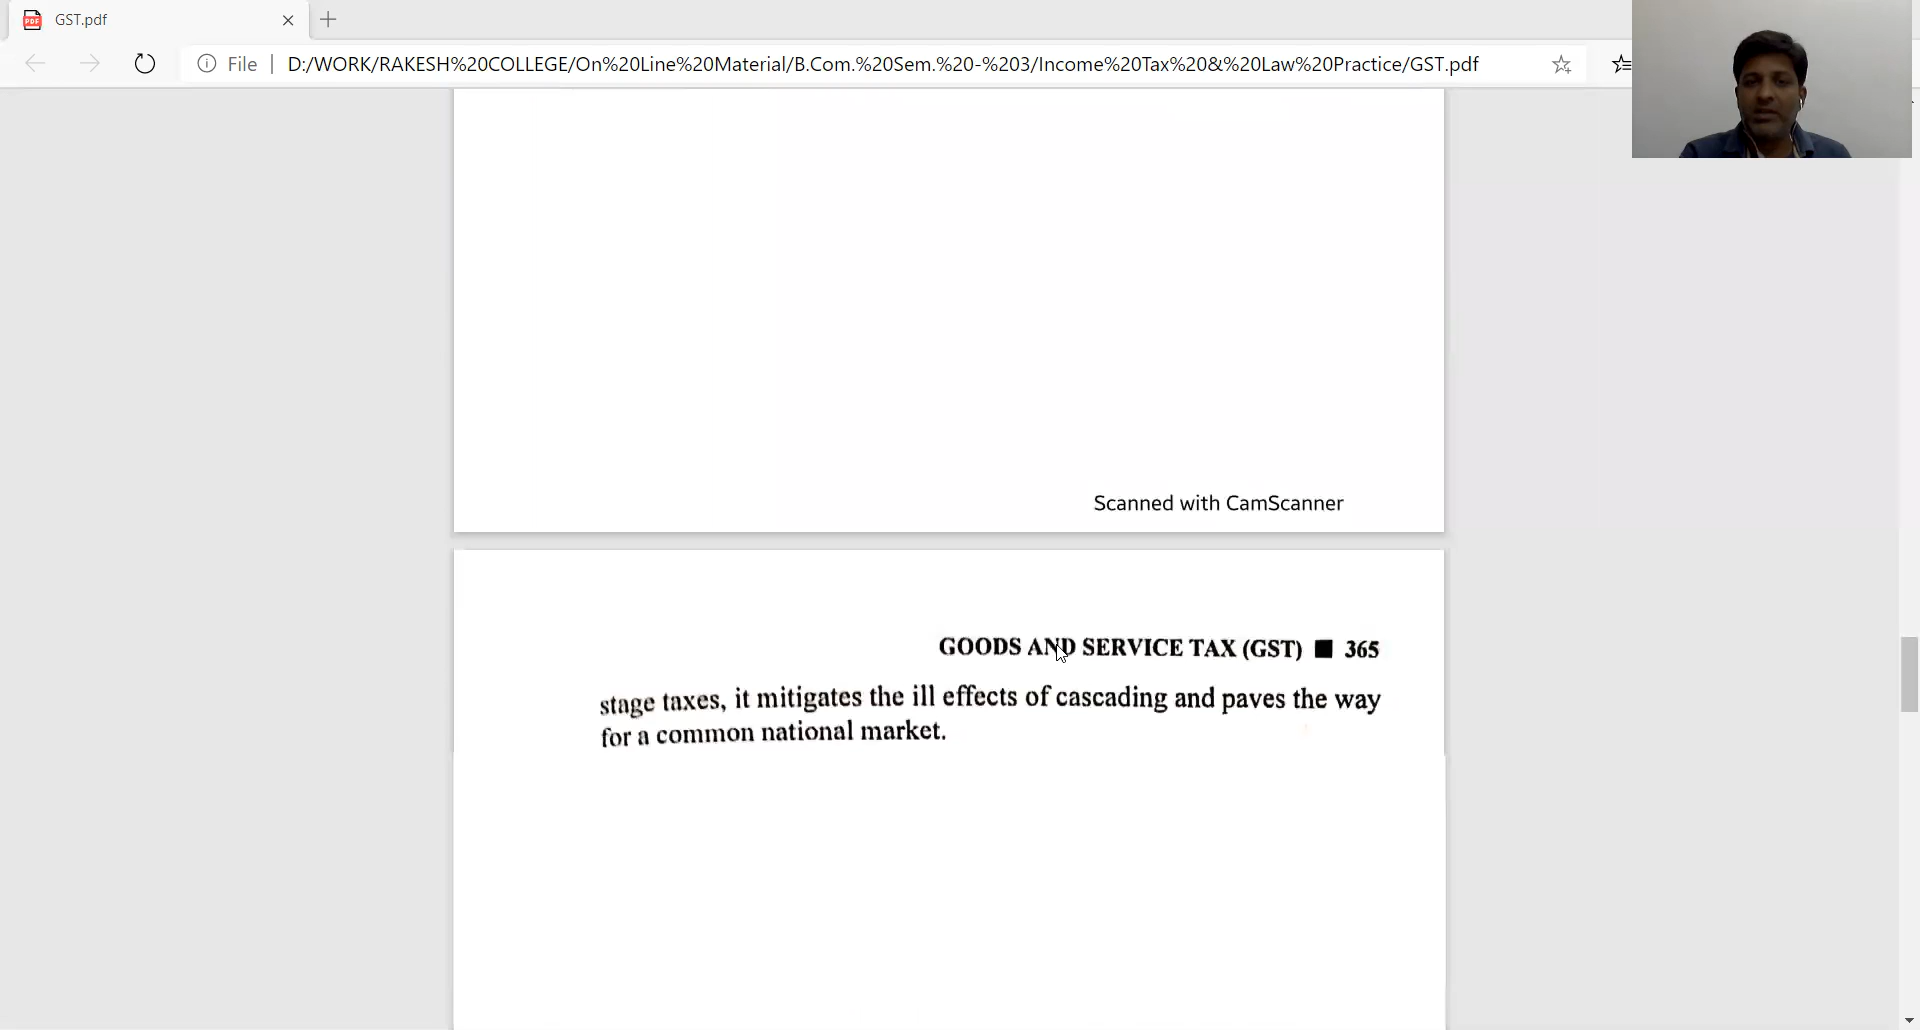 GST.pdf
File | D:/WORK/RAKESH%20COLLEGE/On%20Line%20Material/B.Com.%20Sem.%20-%203/Income%20Tax%20&%20Law%20Practice/GST.pdf
Scanned with CamScanner
GOODS AND SERVICE TAX (GST) ■ 365
stage taxes, it mitigates the ill effects of cascading and paves the way
for a common national market.